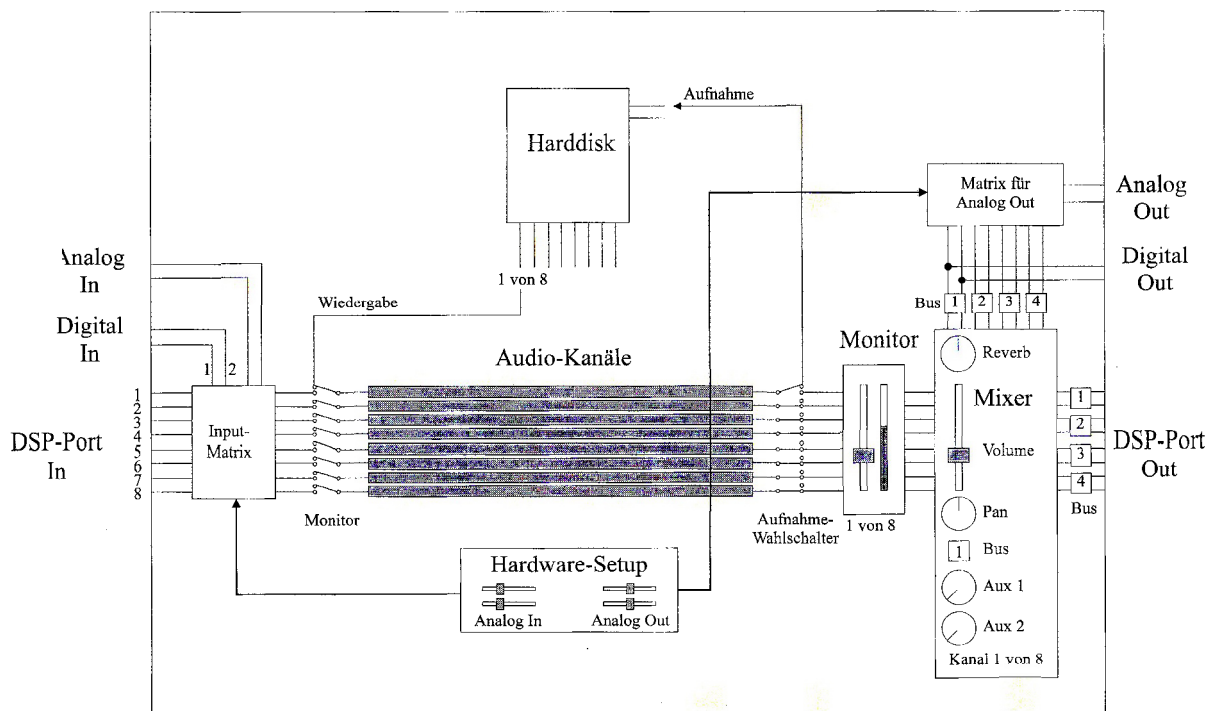 Aufnahme
Harddisk
Matrix für
Analog Out
Analog
Out
Analog
In
Digital
Out
1 von 8
Bus 1 2 3 4
Wiedergabe
Digital
In
1 2
Monitor
Reverb
Audio-Kanäle
1
2
3
4
5
6
7
8
DSP-Port
In
Input-
Matrix
Mixer
Volume
1
2
3
4
Bus
DSP-Port
Out
Monitor
Aufnahme-
Wahlschalter
1 von 8
Pan
1 Bus
Hardware-Setup
Analog In
Analog Out
Aux 1
Aux 2
Kanal 1 von 8